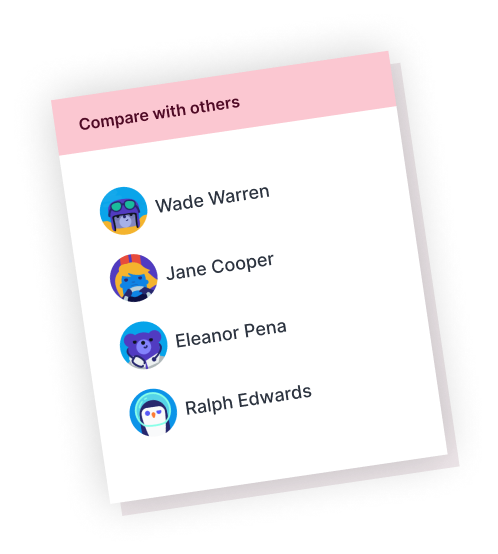 Compare with others
Wade Warren
Jane Cooper
Eleanor Pena
Ralph Edwards